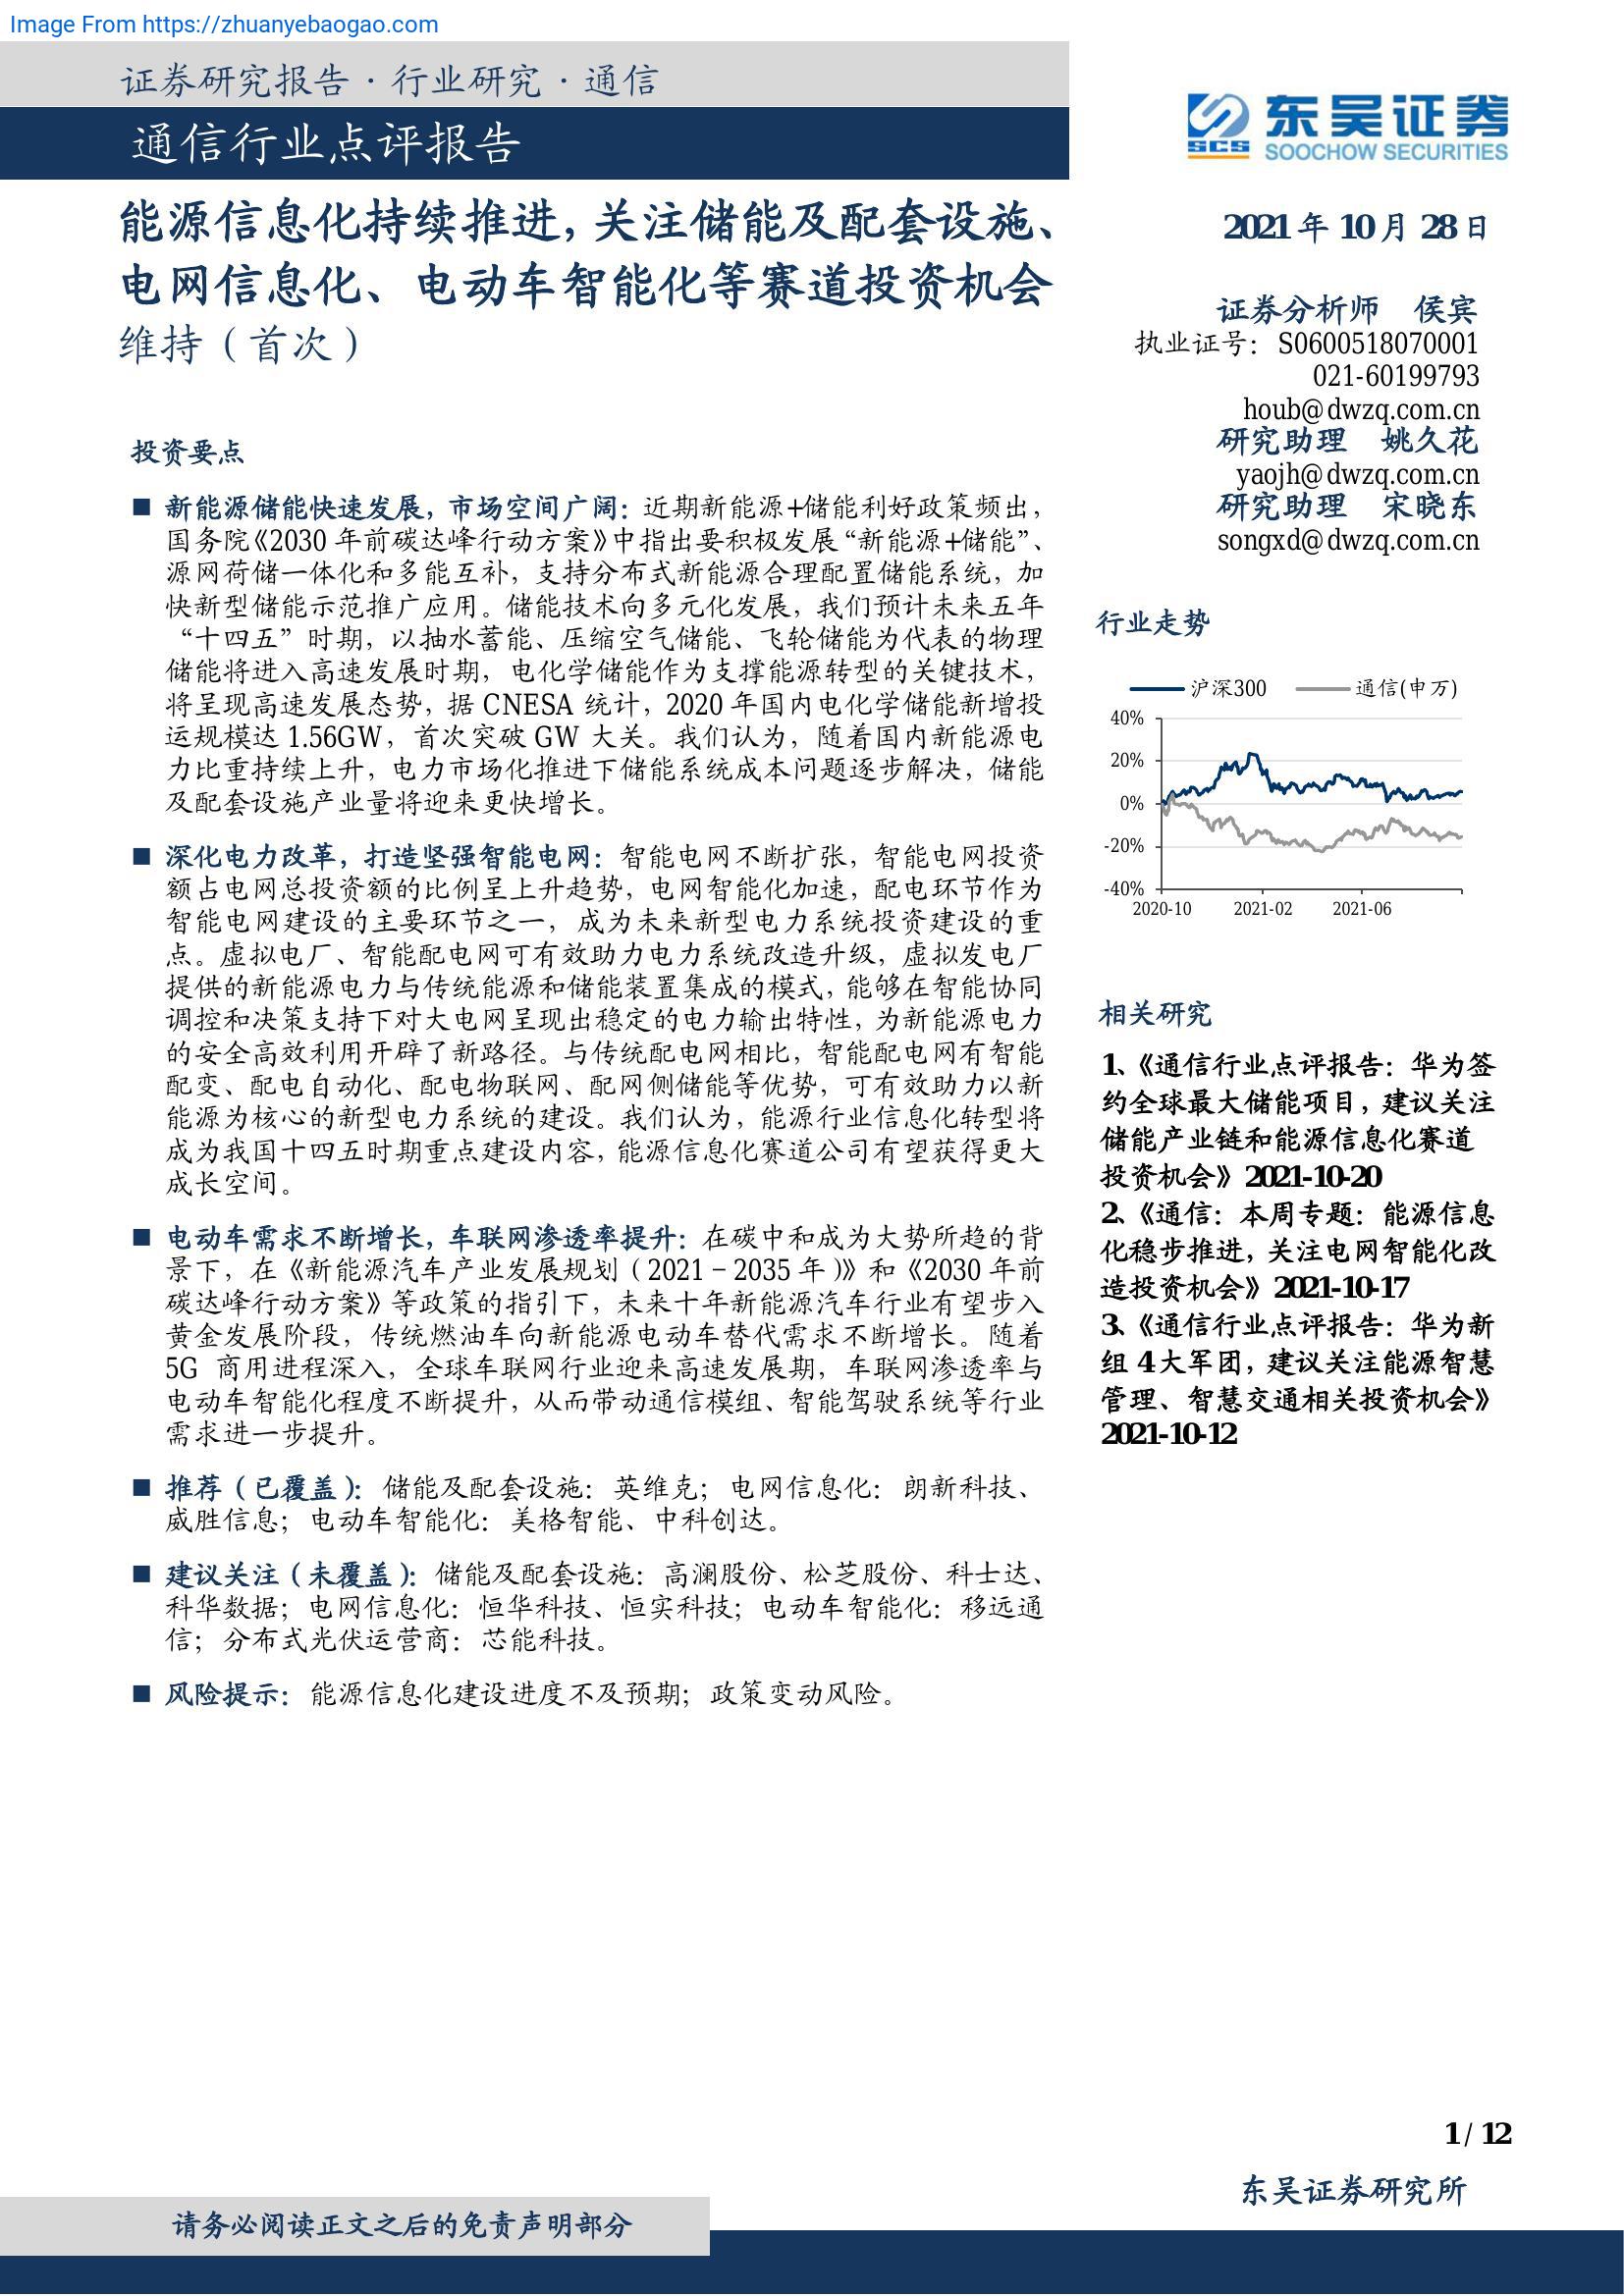 Image From https://zhuanyebaogao.com
证券研究报告·行业研究·通信
通信行业点评报告
能源信息化持续推进，关注储能及配套设施、
电网信息化、电动车智能化等赛道投资机会
维持（首次）
投资要点
■ 新能源储能快速发展，市场空间广阔：近期新能源+储能利好政策频出，
国务院《2030 年前碳达峰行动方案》中指出要积极发展“新能源+储能”、
源网荷储一体化和多能互补，支持分布式新能源合理配置储能系统，加
快新型储能示范推广应用。储能技术向多元化发展，我们预计未来五年
“十四五”时期，以抽水蓄能、压缩空气储能、飞轮储能为代表的物理
储能将进入高速发展时期，电化学储能作为支撑能源转型的关键技术，
将呈现高速发展态势，据 CNESA 统计，2020 年国内电化学储能新增投
运规模达 1.56GW，首次突破 GW 大关。我们认为，随着国内新能源电
力比重持续上升，电力市场化推进下储能系统成本问题逐步解决，储能
及配套设施产业量将迎来更快增长。
■ 深化电力改革，打造坚强智能电网：智能电网不断扩张，智能电网投资
额占电网总投资额的比例呈上升趋势，电网智能化加速，配电环节作为
智能电网建设的主要环节之一，成为未来新型电力系统投资建设的重
点。虚拟电厂、智能配电网可有效助力电力系统改造升级，虚拟发电厂
提供的新能源电力与传统能源和储能装置集成的模式，能够在智能协同
调控和决策支持下对大电网呈现出稳定的电力输出特性，为新能源电力
的安全高效利用开辟了新路径。与传统配电网相比，智能配电网有智能
配变、配电自动化、配电物联网、配网侧储能等优势，可有效助力以新
能源为核心的新型电力系统的建设。我们认为，能源行业信息化转型将
成为我国十四五时期重点建设内容，能源信息化赛道公司有望获得更大
成长空间。
■ 电动车需求不断增长，车联网渗透率提升：在碳中和成为大势所趋的背
景下，在《新能源汽车产业发展规划（2021－2035 年）》和《2030 年前
碳达峰行动方案》等政策的指引下，未来十年新能源汽车行业有望步入
黄金发展阶段，传统燃油车向新能源电动车替代需求不断增长。随着
5G 商用进程深入，全球车联网行业迎来高速发展期，车联网渗透率与
电动车智能化程度不断提升，从而带动通信模组、智能驾驶系统等行业
需求进一步提升。
■ 推荐（已覆盖）：储能及配套设施：英维克；电网信息化：朗新科技、
威胜信息；电动车智能化：美格智能、中科创达。
■ 建议关注（未覆盖）：储能及配套设施：高澜股份、松芝股份、科士达、
科华数据；电网信息化：恒华科技、恒实科技；电动车智能化：移远通
信；分布式光伏运营商：芯能科技。
■ 风险提示：能源信息化建设进度不及预期；政策变动风险。
SCS 东吴证券
SOOCHOW SECURITIES
2021 年 10 月 28 日
证券分析师 侯宾
执业证号：S0600518070001
021-60199793
houb@dwzq.com.cn
研究助理 姚久花
yaojh@dwzq.com.cn
研究助理 宋晓东
songxd@dwzq.com.cn
行业走势
沪深300 通信(申万)
40%
20%
0%
-20%
-40%
2020-10 2021-02 2021-06
相关研究
1、《通信行业点评报告：华为签
约全球最大储能项目，建议关注
储能产业链和能源信息化赛道
投资机会》2021-10-20
2、《通信：本周专题：能源信息
化稳步推进，关注电网智能化改
造投资机会》2021-10-17
3、《通信行业点评报告：华为新
组 4大军团，建议关注能源智慧
管理、智慧交通相关投资机会》
2021-10-12
1 / 12
东吴证券研究所
请务必阅读正文之后的免责声明部分